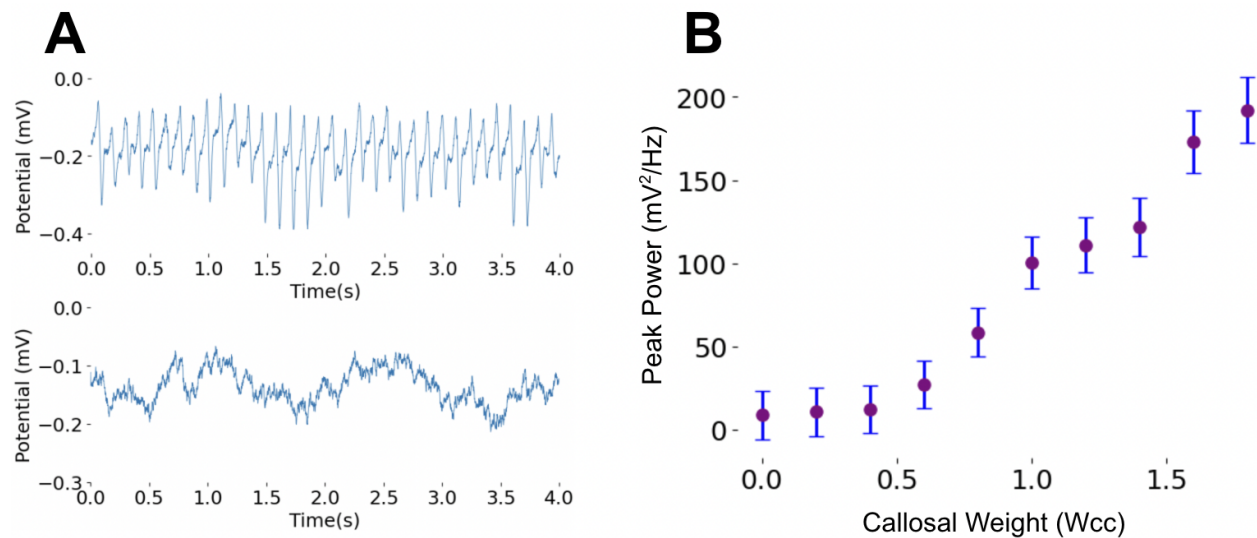 A
Potential (mV)
0.0
−0.2
−0.4
0.0 0.5 1.0 1.5 2.0 2.5 3.0 3.5 4.0
Time(s)
Potential (mV)
0.0
−0.1
−0.2
−0.3
0.0 0.5 1.0 1.5 2.0 2.5 3.0 3.5 4.0
Time(s)
B
Peak Power (mV²/Hz)
200
150
100
50
0
0.0 0.5 1.0 1.5
Callosal Weight (Wcc)